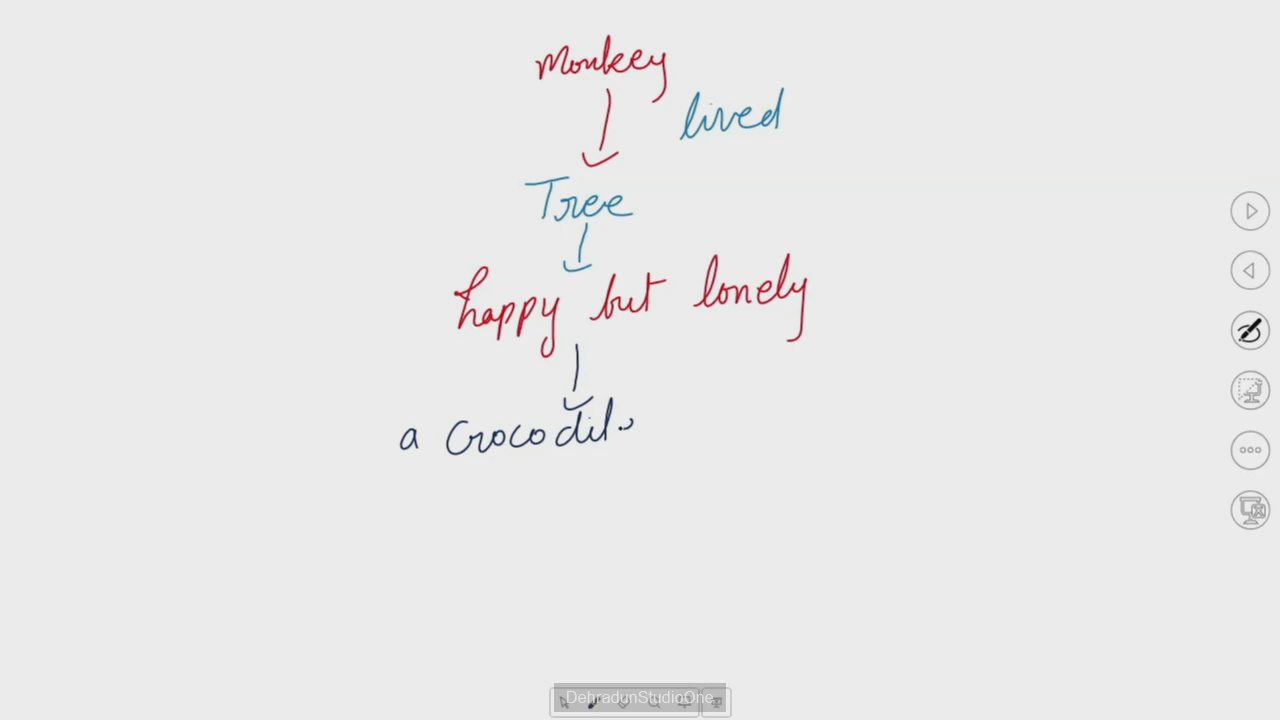 Monkey
lived
Tree
happy but lonely
a Crocodil
DehradunStudioOne